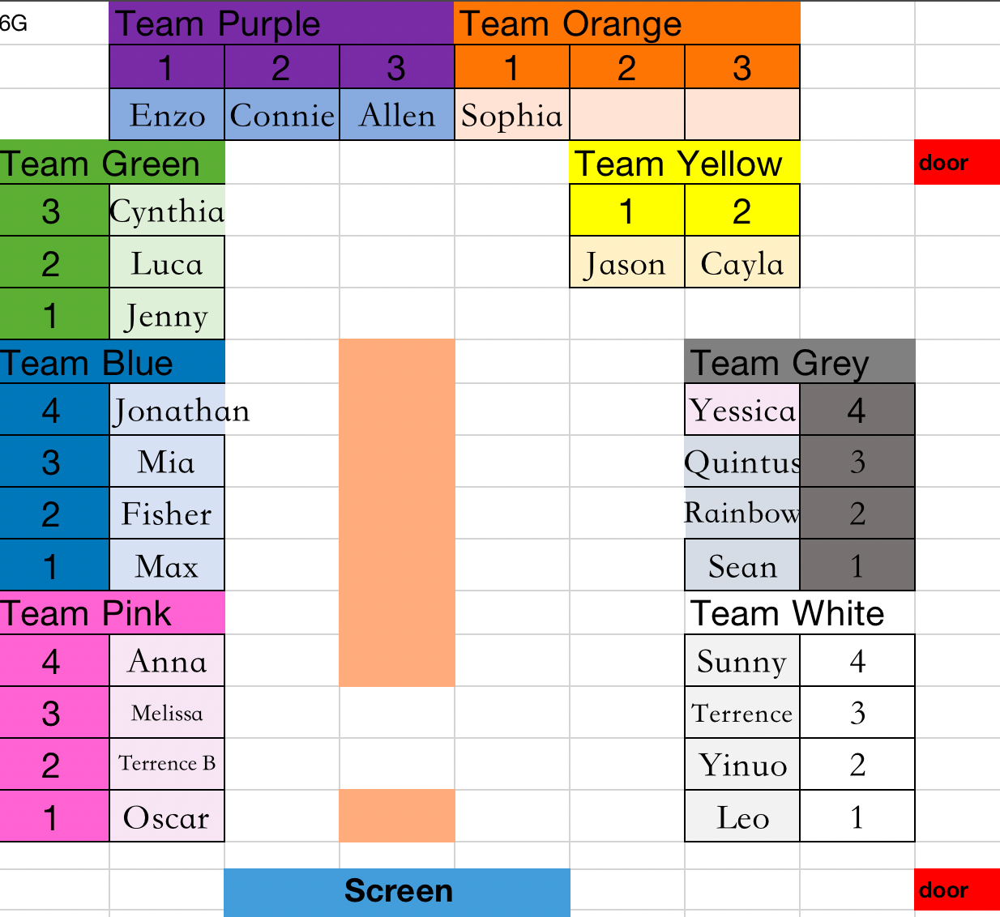 6G Team Purple Team Orange
1 2 3 1 2 3
Enzo Connie Allen Sophia
Team Green Team Yellow door
3 Cynthia 1 2
2 Luca Jason Cayla
1 Jenny
Team Blue Team Grey
4 Jonathan Yessica 4
3 Mia Quintus 3
2 Fisher Rainbow 2
1 Max Sean 1
Team Pink Team White
4 Anna Sunny 4
3 Melissa Terrence 3
2 Terrence B Yinuo 2
1 Oscar Leo 1
Screen door